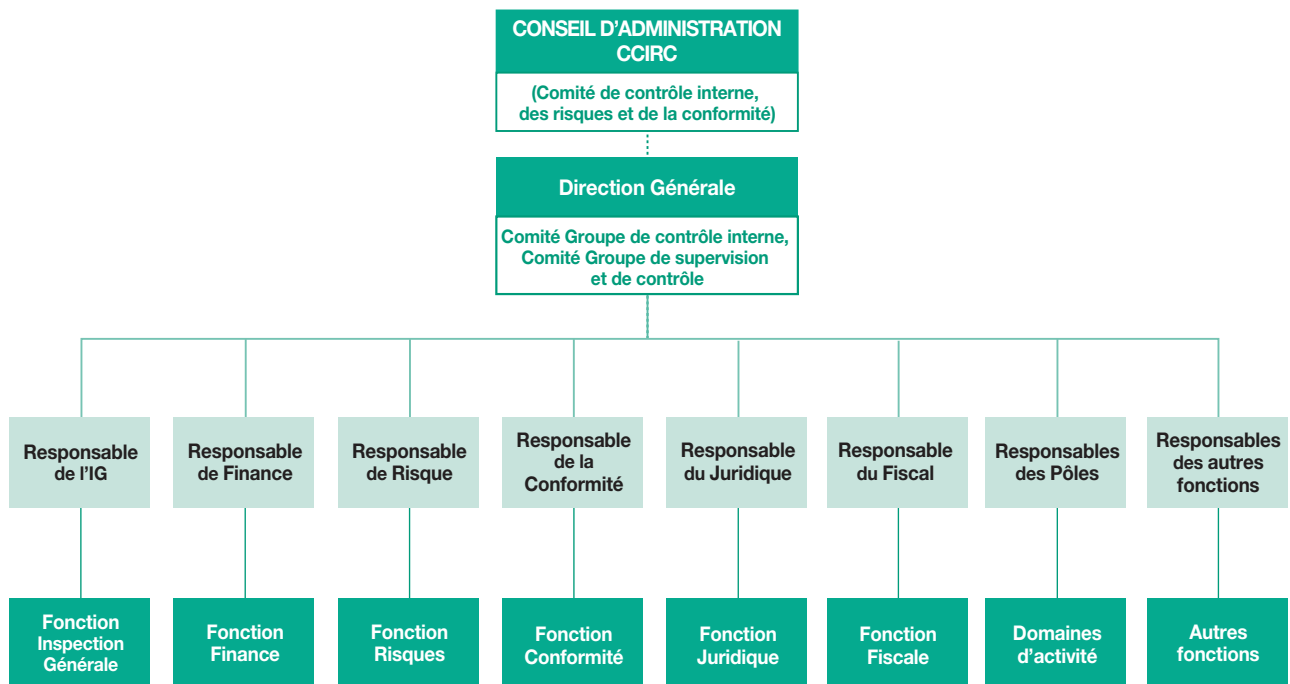 CONSEIL D'ADMINISTRATION
CCIRC
(Comité de contrôle interne,
des risques et de la conformité)
Direction Générale
Comité Groupe de contrôle interne,
Comité Groupe de supervision
et de contrôle
Responsable
de l'IG
Responsable
de Finance
Responsable
de Risque
Responsable
de la
Conformité
Responsable
du Juridique
Responsable
du Fiscal
Responsables
des Pôles
Responsables
des autres
fonctions
Fonction
Inspection
Générale
Fonction
Finance
Fonction
Risques
Fonction
Conformité
Fonction
Juridique
Fonction
Fiscale
Domaines
d'activité
Autres
fonctions